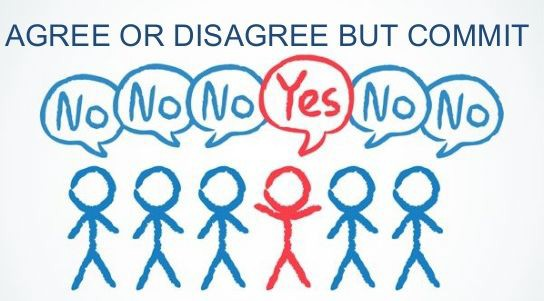 AGREE OR DISAGREE BUT COMMIT
No No No Yes No No